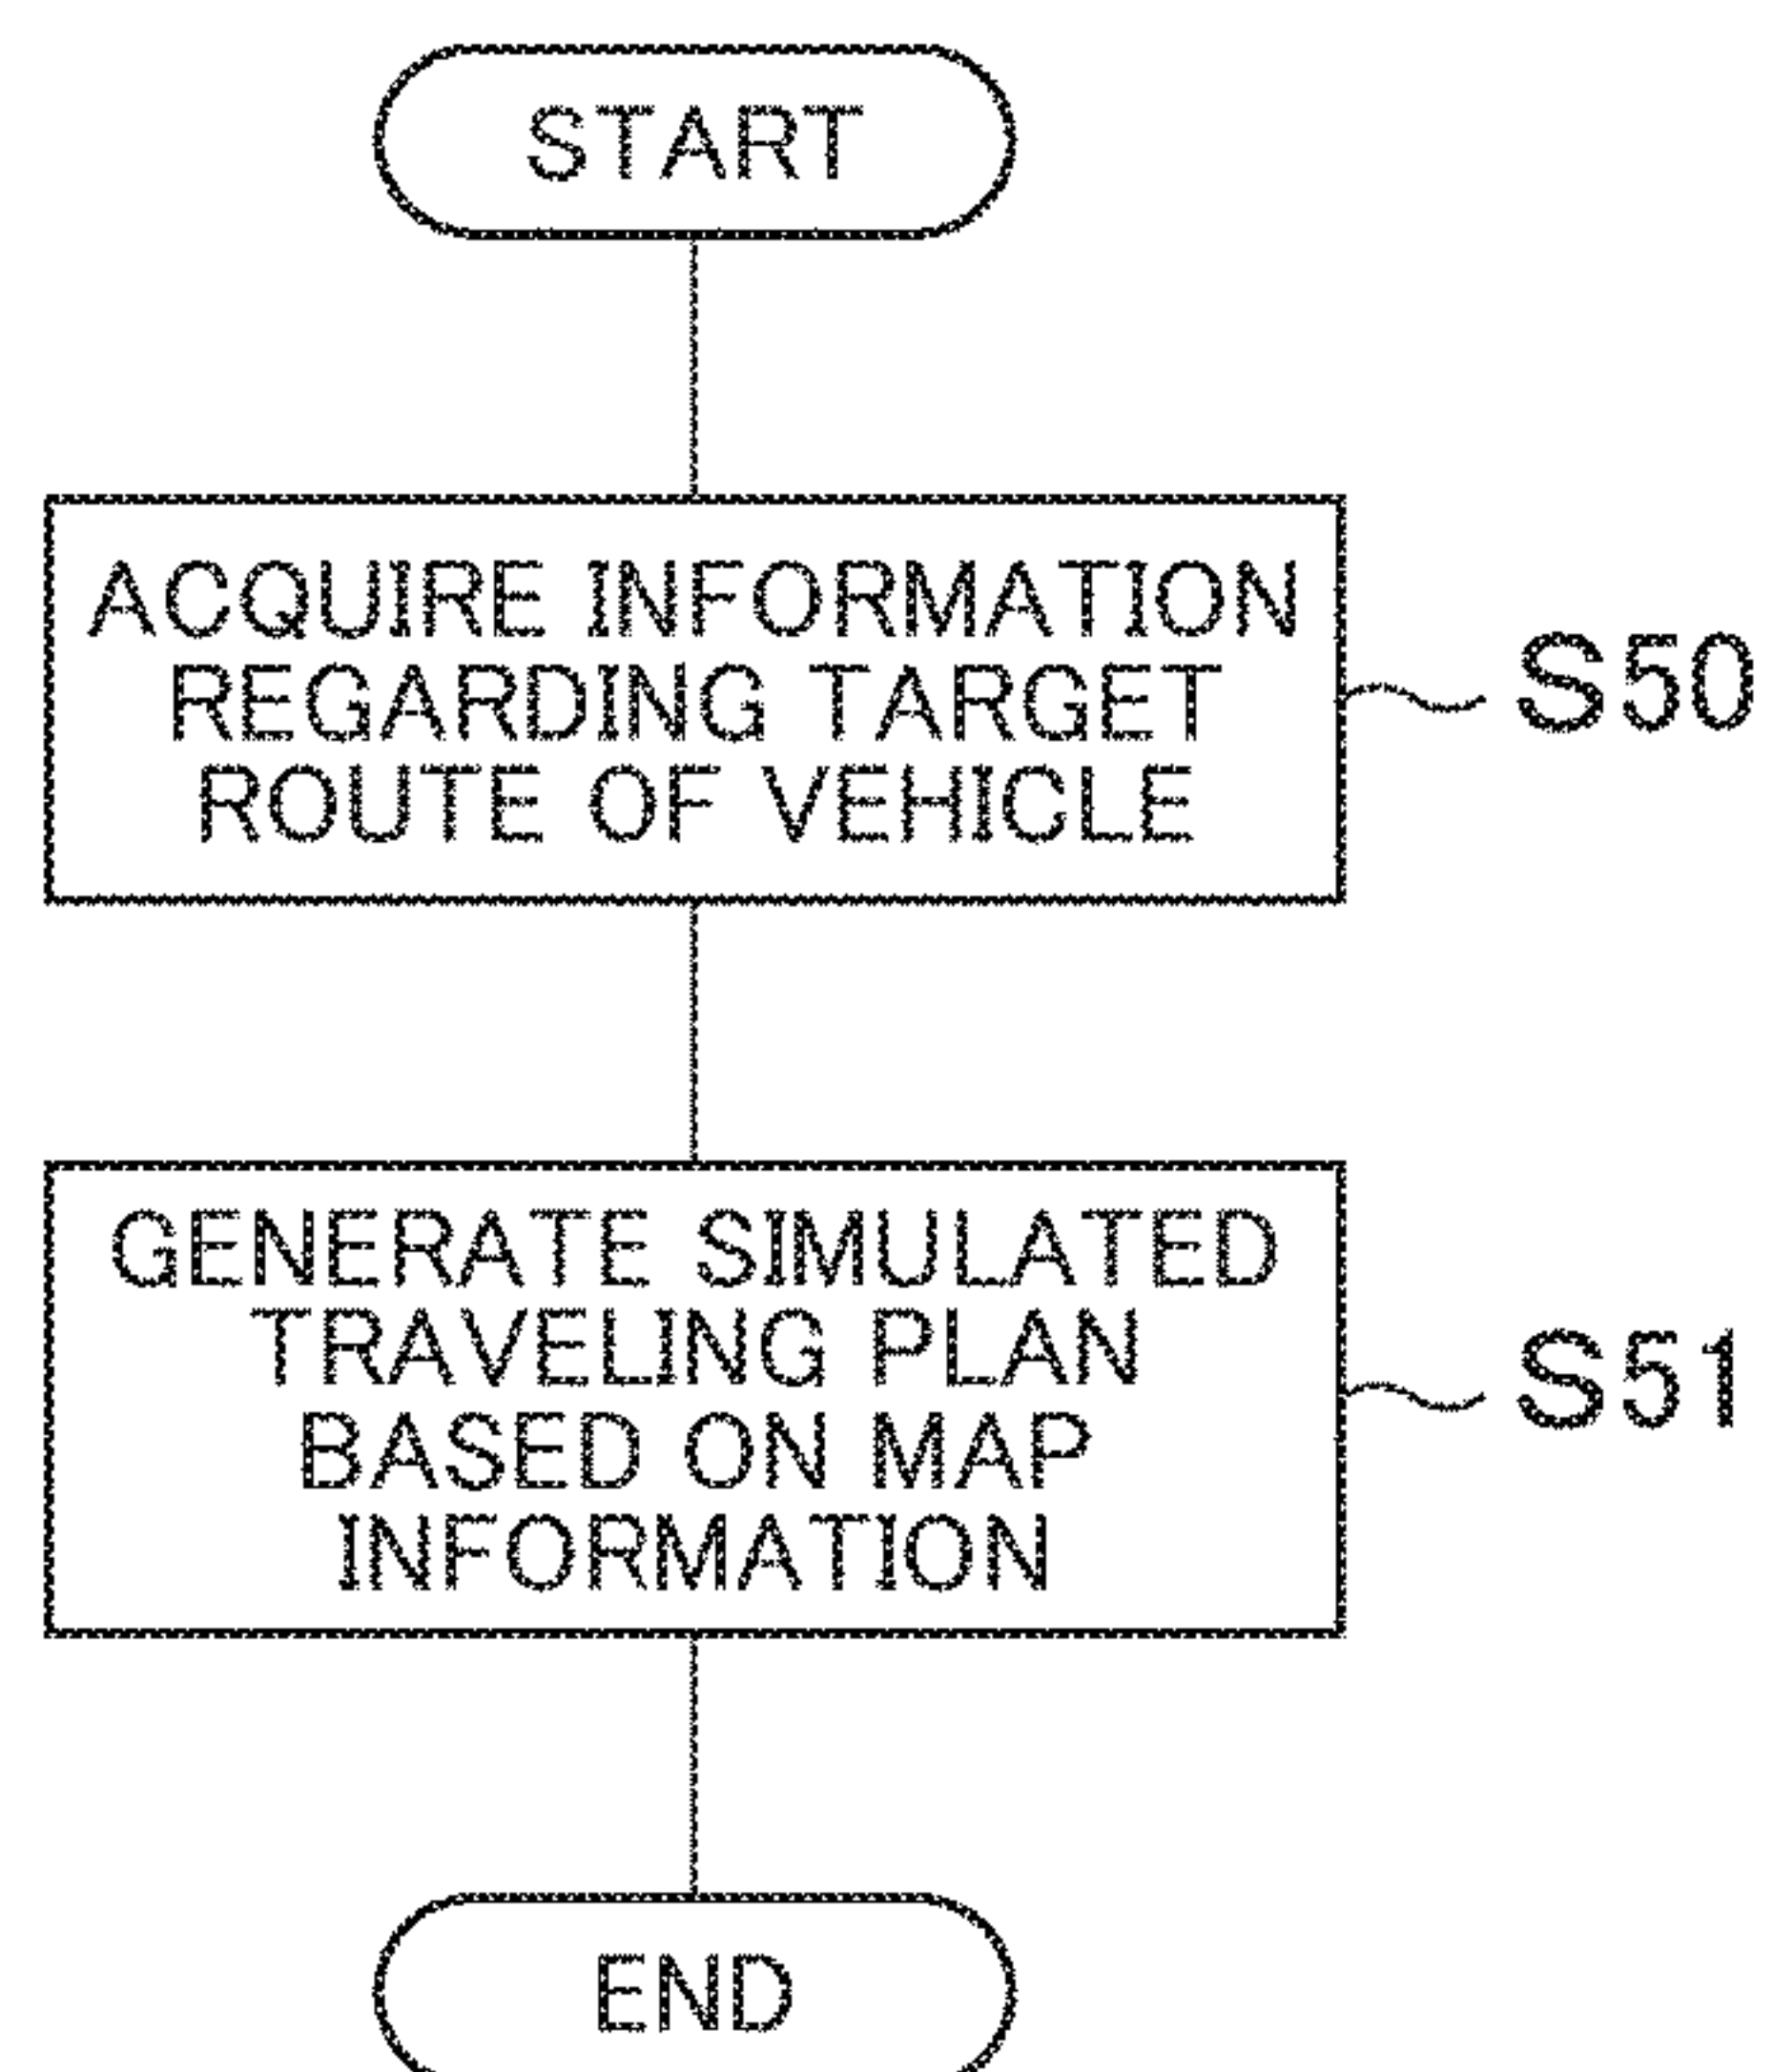 START
ACQUIRE INFORMATION
REGARDING TARGET
ROUTE OF VEHICLE
S50
GENERATE SIMULATED
TRAVELING PLAN
BASED ON MAP
INFORMATION
S51
END